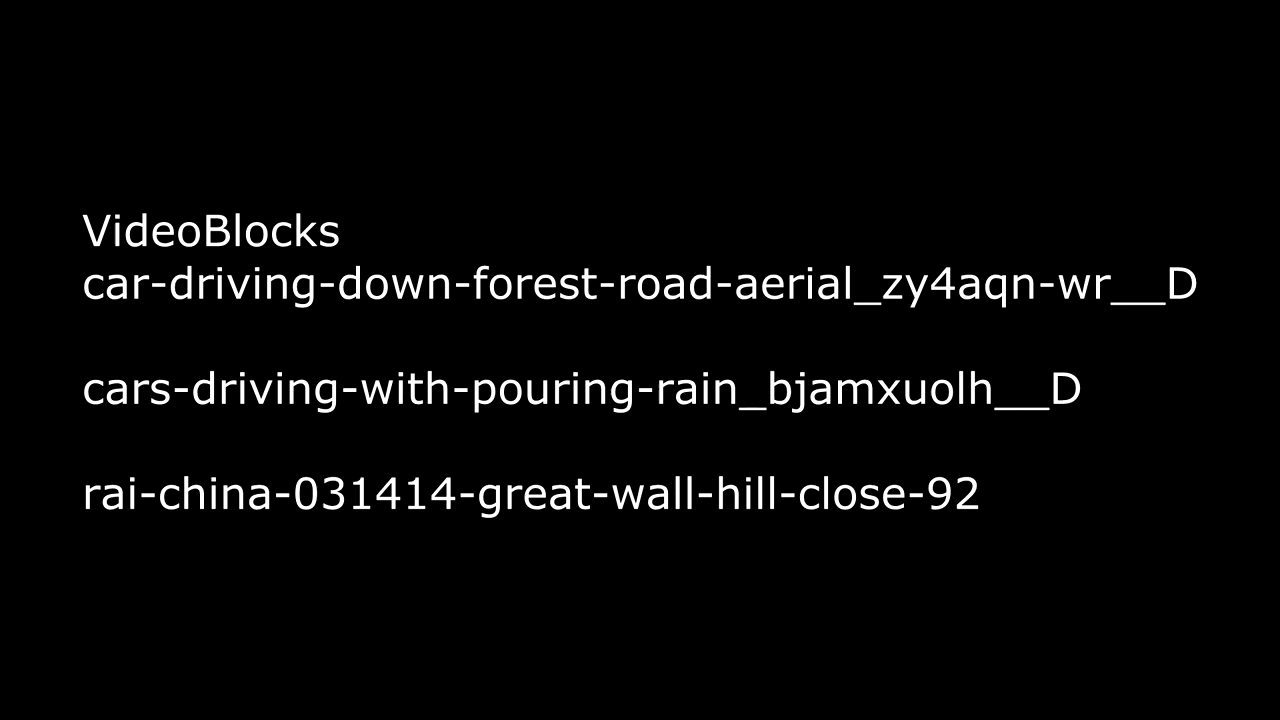 VideoBlocks
car-driving-down-forest-road-aerial_zy4aqn-wr__D
cars-driving-with-pouring-rain_bjamxuolh__D
rai-china-031414-great-wall-hill-close-92